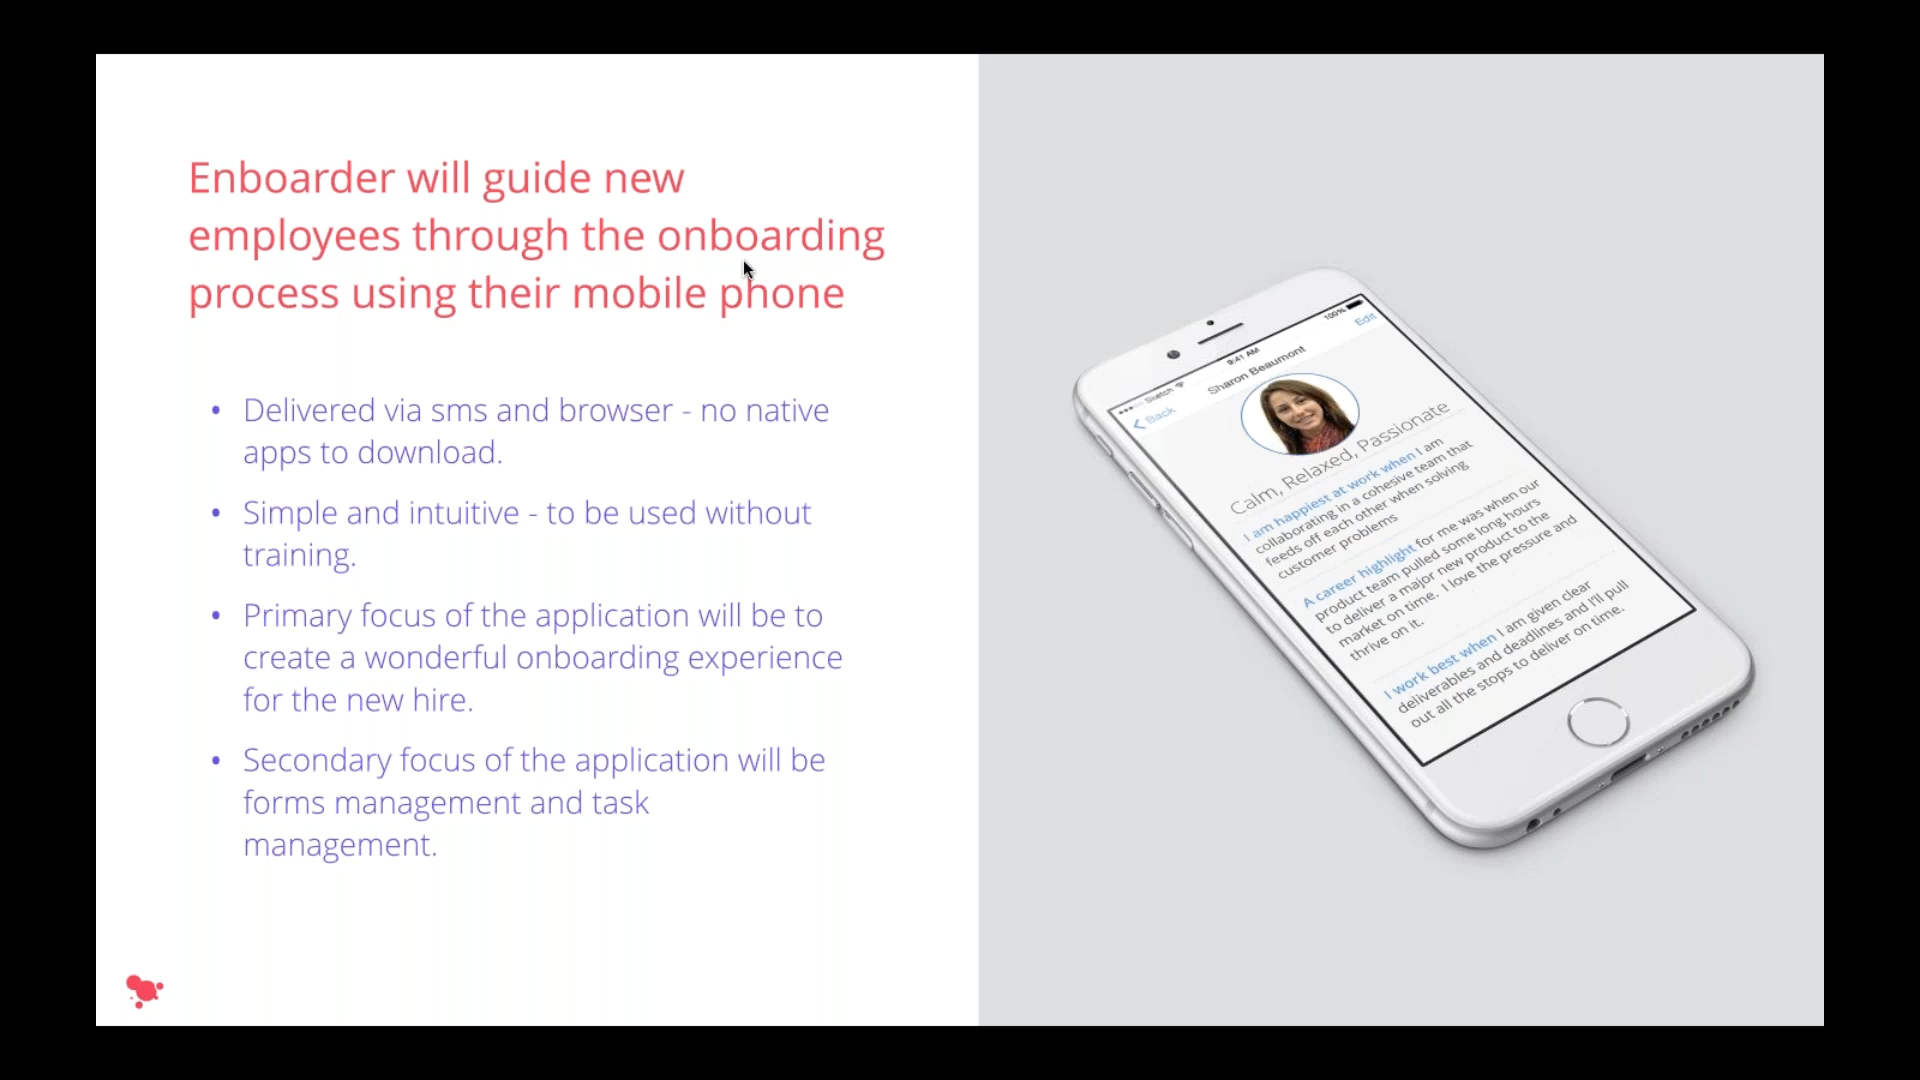 Enboarder will guide new
employees through the onboarding
process using their mobile phone
• Delivered via sms and browser - no native
apps to download.
• Simple and intuitive - to be used without
training.
• Primary focus of the application will be to
create a wonderful onboarding experience
for the new hire.
• Secondary focus of the application will be
forms management and task
management.
Sketch
9:41 AM
100%
Back
Sharon Beaumont
Edit
Calm, Relaxed, Passionate
I am happiest at work when I am
collaborating in a cohesive team that
feeds off each other when solving
customer problems
A career highlight for me was when our
product team pulled some long hours
to deliver a major new product to the
market on time. I love the pressure and
thrive on it.
I work best when I am given clear
deliverables and deadlines and I'll pull
out all the stops to deliver on time.